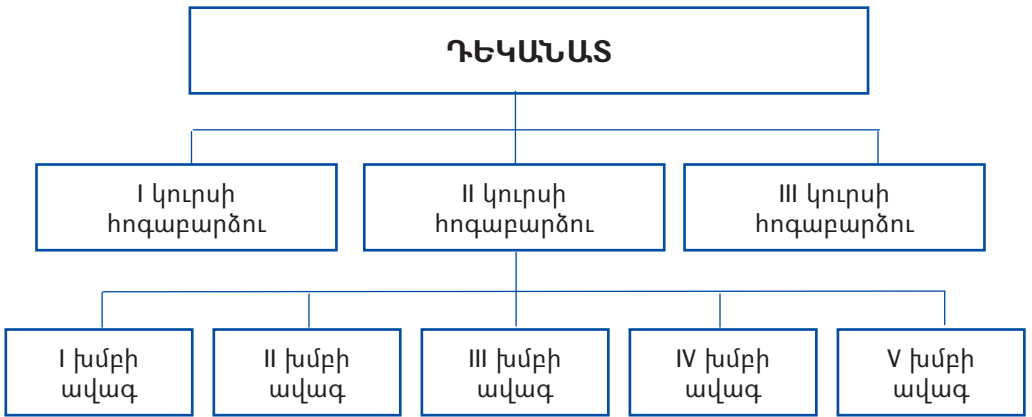 ԴԵԿԱՆԱՏ
I կուրսի
հոգաբարձու
II կուրսի
հոգաբարձու
III կուրսի
հոգաբարձու
I խմբի
ավագ
II խմբի
ավագ
III խմբի
ավագ
IV խմբի
ավագ
V խմբի
ավագ